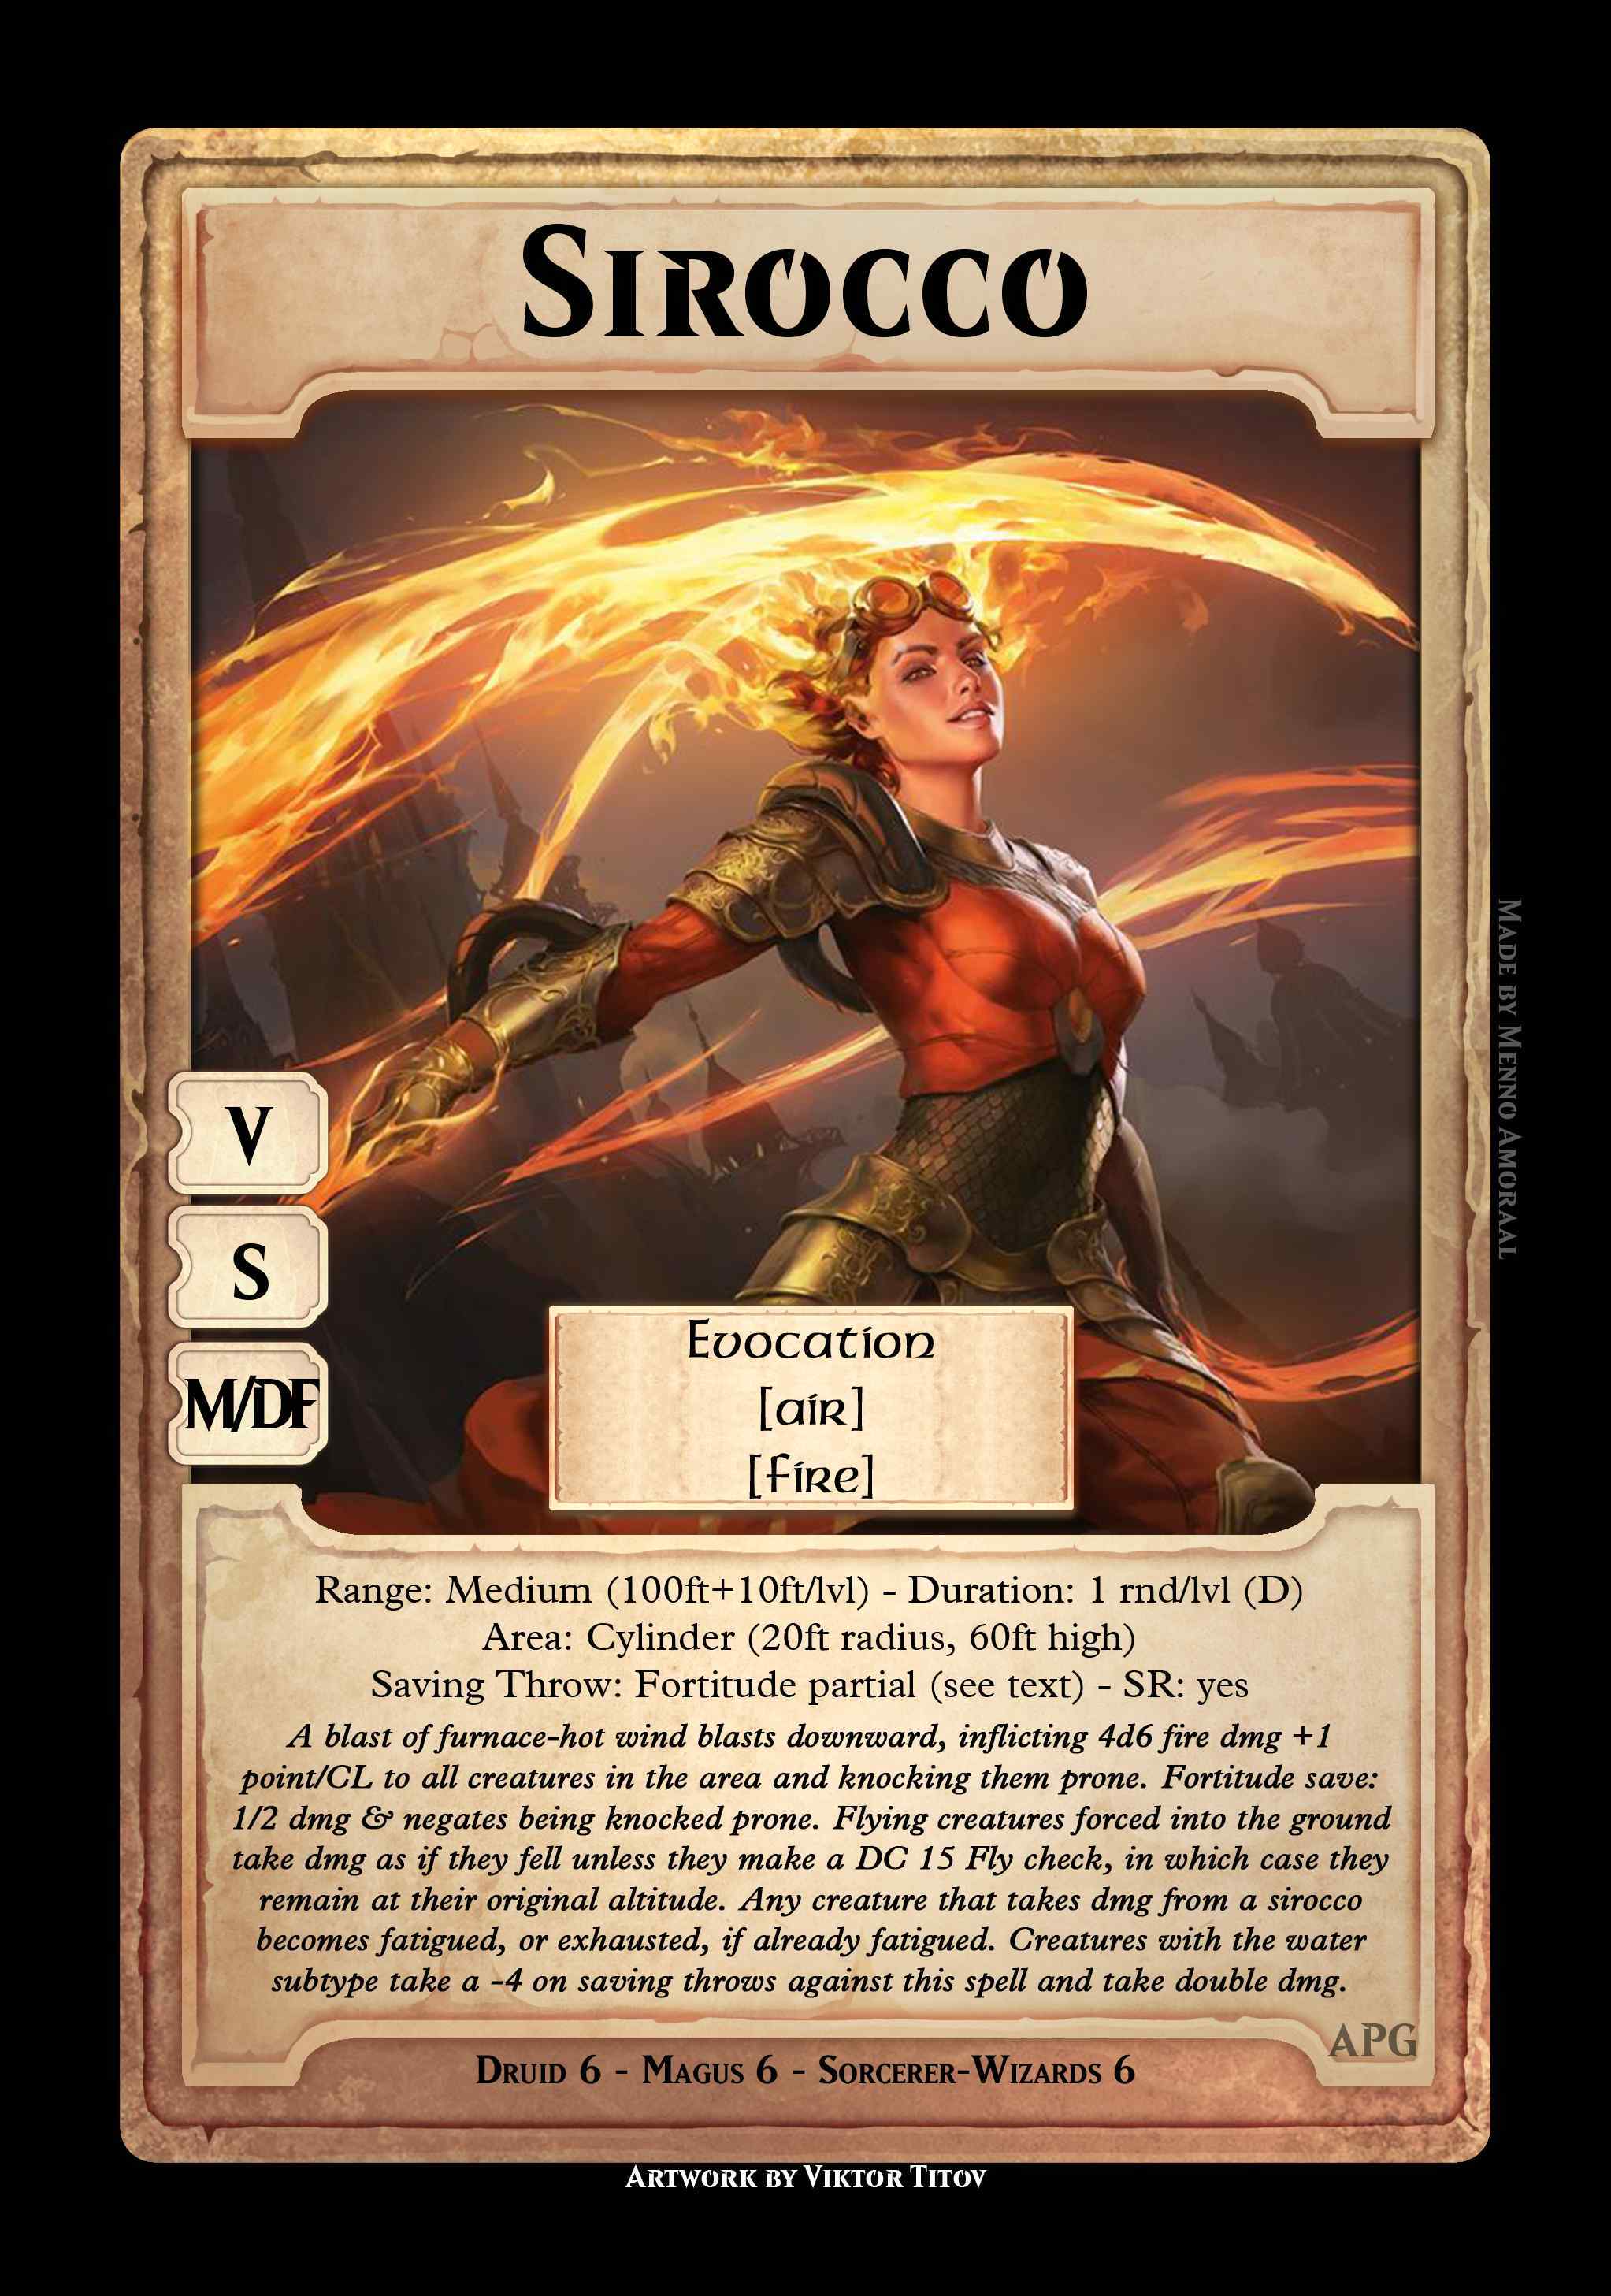 Sirocco
V
S
M/DF
Evocation
[air]
[fire]
Range: Medium (100ft+10ft/lvl) - Duration: 1 rnd/lvl (D)
Area: Cylinder (20ft radius, 60ft high)
Saving Throw: Fortitude partial (see text) - SR: yes
A blast of furnace-hot wind blasts downward, inflicting 4d6 fire dmg +1
point/CL to all creatures in the area and knocking them prone. Fortitude save:
1/2 dmg & negates being knocked prone. Flying creatures forced into the ground
take dmg as if they fell unless they make a DC 15 Fly check, in which case they
remain at their original altitude. Any creature that takes dmg from a sirocco
becomes fatigued, or exhausted, if already fatigued. Creatures with the water
subtype take a -4 on saving throws against this spell and take double dmg.
APG
Druid 6 - Magus 6 - Sorcerer-Wizards 6
Artwork by Viktor Titov
Made by Menno Amoraal